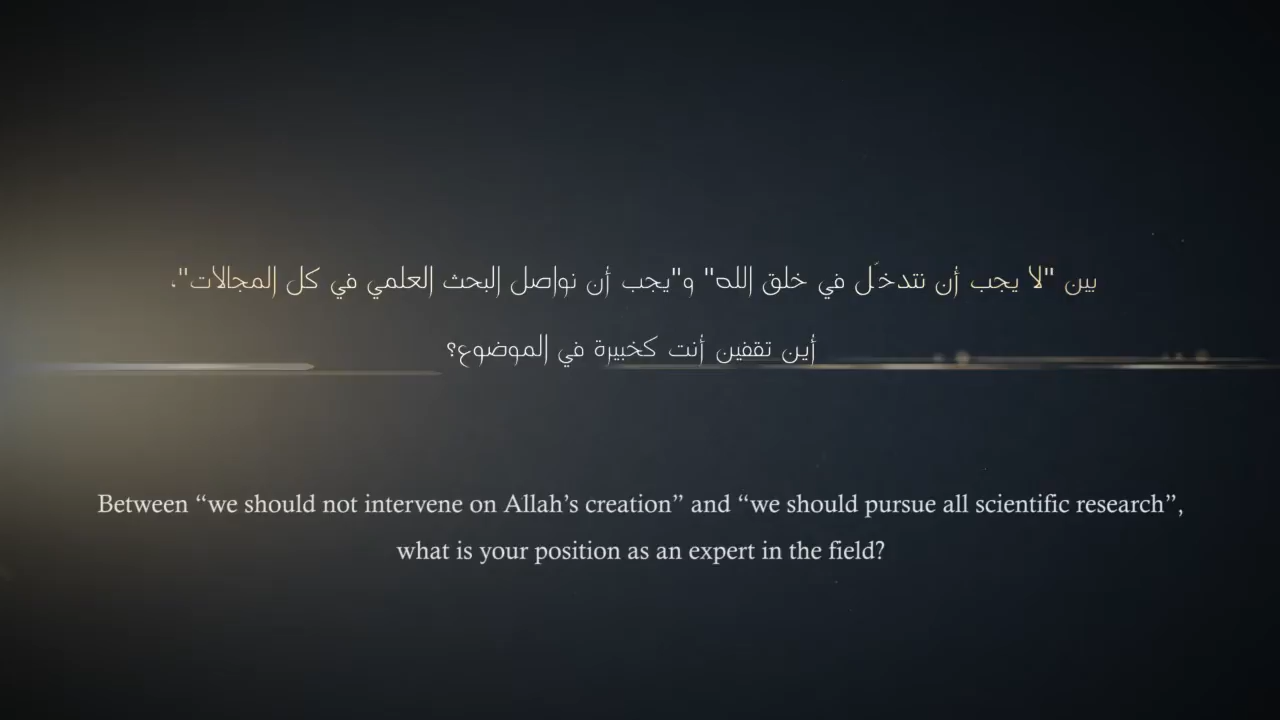 بين "لا يجب أن نتدخّل في خلق الله" و"يجب أن نواصل البحث العلمي في كل المجالات"،
أين تقفين أنت كخبيرة في الموضوع؟
Between “we should not intervene on Allah’s creation” and “we should pursue all scientific research”,
what is your position as an expert in the field?